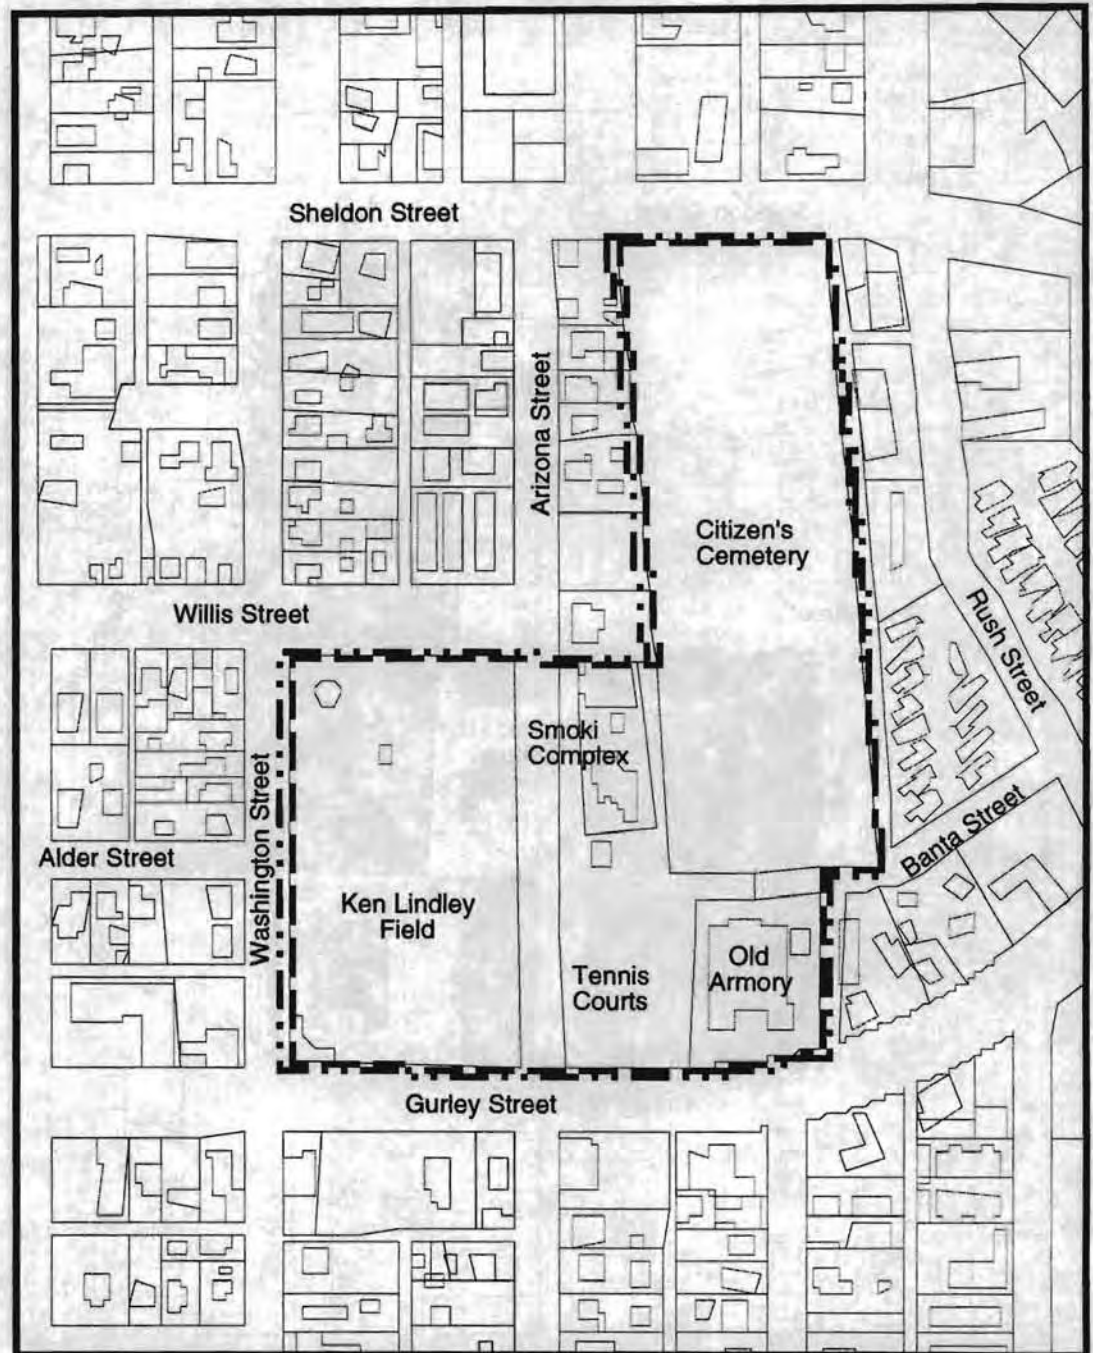 Sheldon Street
Arizona Street
Citizen's
Cemetery
Rush Street
Willis Street
Smoki
Complex
Washington Street
Alder Street
Banta Street
Ken Lindley
Field
Old
Armory
Tennis
Courts
Gurley Street